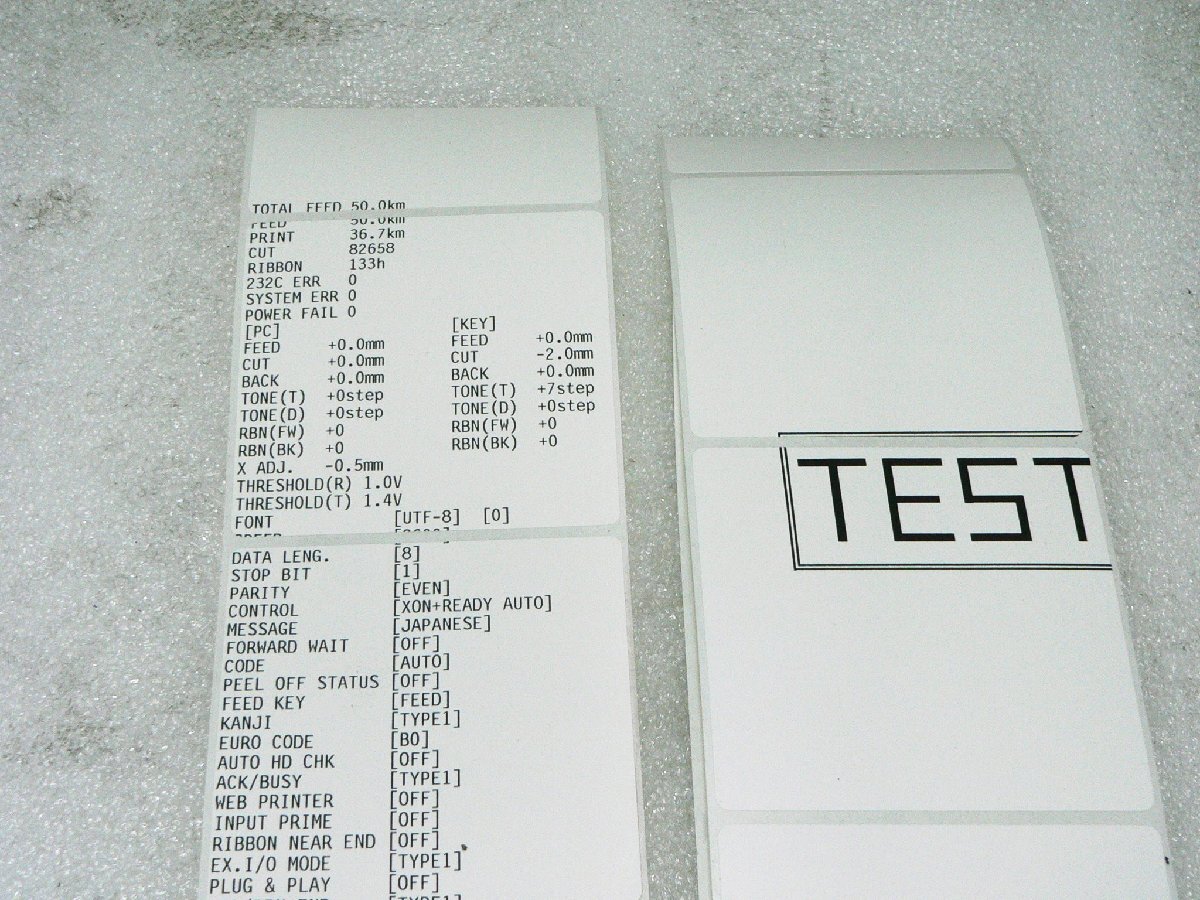 TOTAL FEED 50.0km
FEED 50.0km
PRINT 36.7km
CUT 82658
RIBBON 133h
232C ERR 0
SYSTEM ERR 0
POWER FAIL 0
[PC] [KEY]
FEED +0.0mm FEED +0.0mm
CUT +0.0mm CUT -2.0mm
BACK +0.0mm BACK +0.0mm
TONE(T) +0step TONE(T) +7step
TONE(D) +0step TONE(D) +0step
RBN(FW) +0 RBN(FW) +0
RBN(BK) +0 RBN(BK) +0
X ADJ. -0.5mm
THRESHOLD(R) 1.0V
THRESHOLD(T) 1.4V
FONT [UTF-8] [0]
DATA LENG. [8]
STOP BIT [1]
PARITY [EVEN]
CONTROL [XON+READY AUTO]
MESSAGE [JAPANESE]
FORWARD WAIT [OFF]
CODE [AUTO]
PEEL OFF STATUS [OFF]
FEED KEY [FEED]
KANJI [TYPE1]
EURO CODE [B0]
AUTO HD CHK [OFF]
ACK/BUSY [TYPE1]
WEB PRINTER [OFF]
INPUT PRIME [OFF]
RIBBON NEAR END [OFF]
EX.I/O MODE [TYPE1]
PLUG & PLAY [OFF]
[TYPE1]
TEST